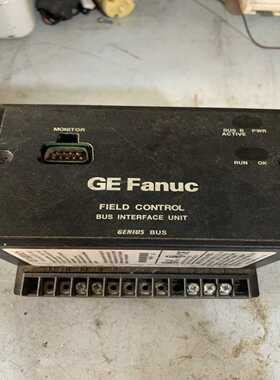 MONITOR
BUS B PWR
ACTIVE
RUN OK
GE Fanuc
FIELD CONTROL
BUS INTERFACE UNIT
GENIUS BUS